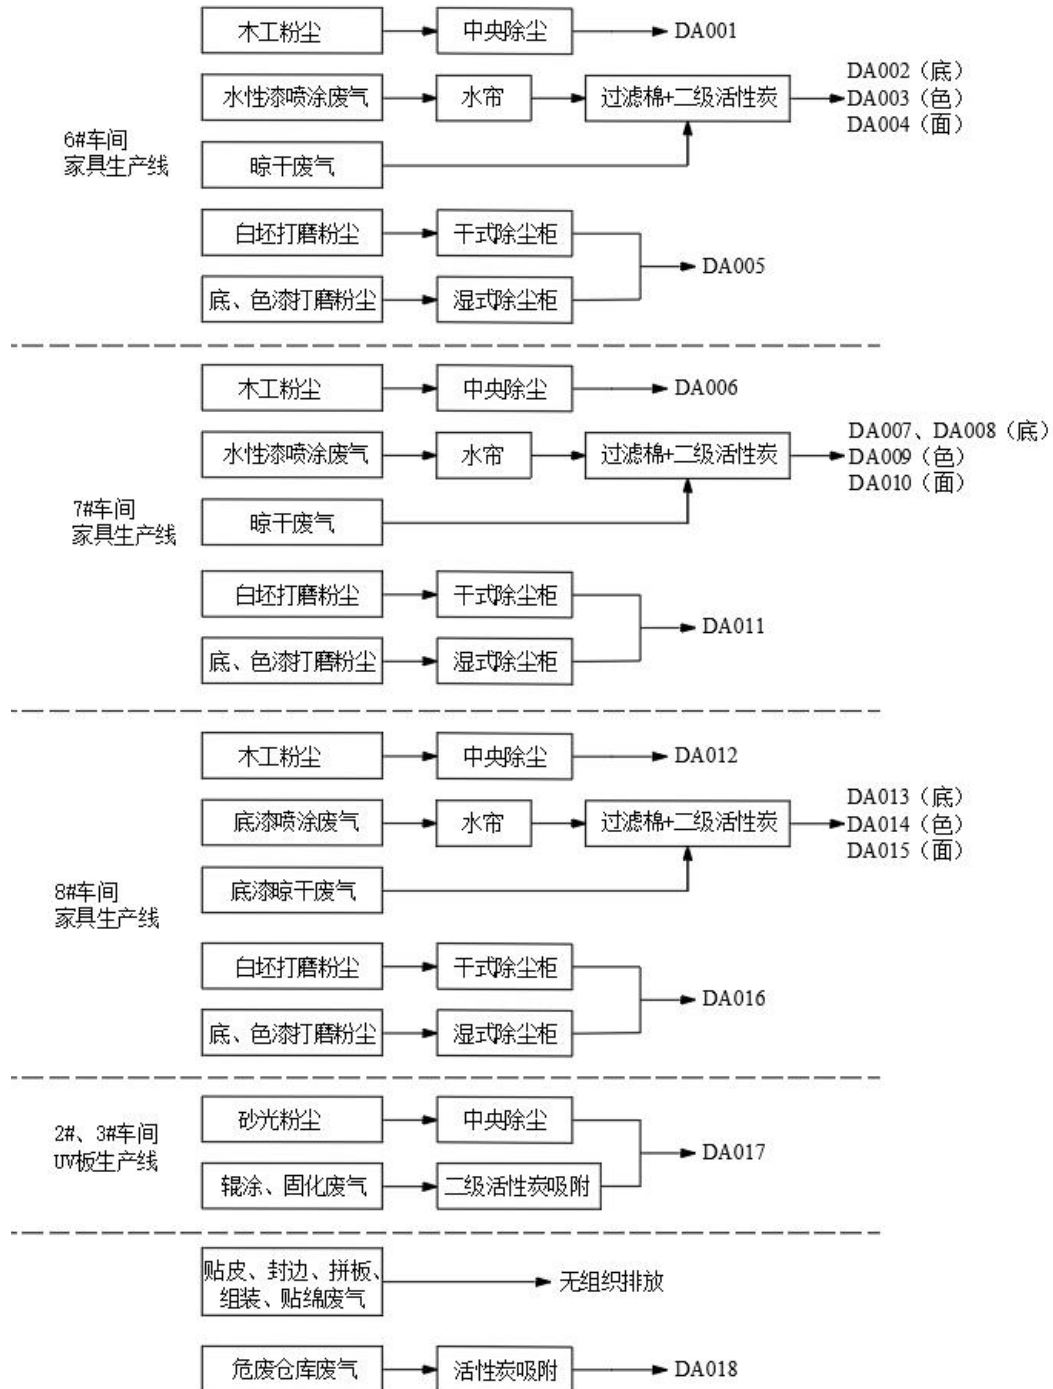 木工粉尘
中央除尘
DA001
水性漆喷涂废气
水帘
过滤棉+二级活性炭
DA002（底）
DA003（色）
DA004（面）
6#车间
家具生产线
晾干废气
白坯打磨粉尘
干式除尘柜
DA005
底、色漆打磨粉尘
湿式除尘柜
木工粉尘
中央除尘
DA006
水性漆喷涂废气
水帘
过滤棉+二级活性炭
DA007、DA008（底）
DA009（色）
DA010（面）
7#车间
家具生产线
晾干废气
白坯打磨粉尘
干式除尘柜
DA011
底、色漆打磨粉尘
湿式除尘柜
木工粉尘
中央除尘
DA012
底漆喷涂废气
水帘
过滤棉+二级活性炭
DA013（底）
DA014（色）
DA015（面）
8#车间
家具生产线
底漆晾干废气
白坯打磨粉尘
干式除尘柜
DA016
底、色漆打磨粉尘
湿式除尘柜
2#、3#车间
UV板生产线
砂光粉尘
中央除尘
DA017
辊涂、固化废气
二级活性炭吸附
贴皮、封边、拼板、
组装、贴绵废气
无组织排放
危废仓库废气
活性炭吸附
DA018